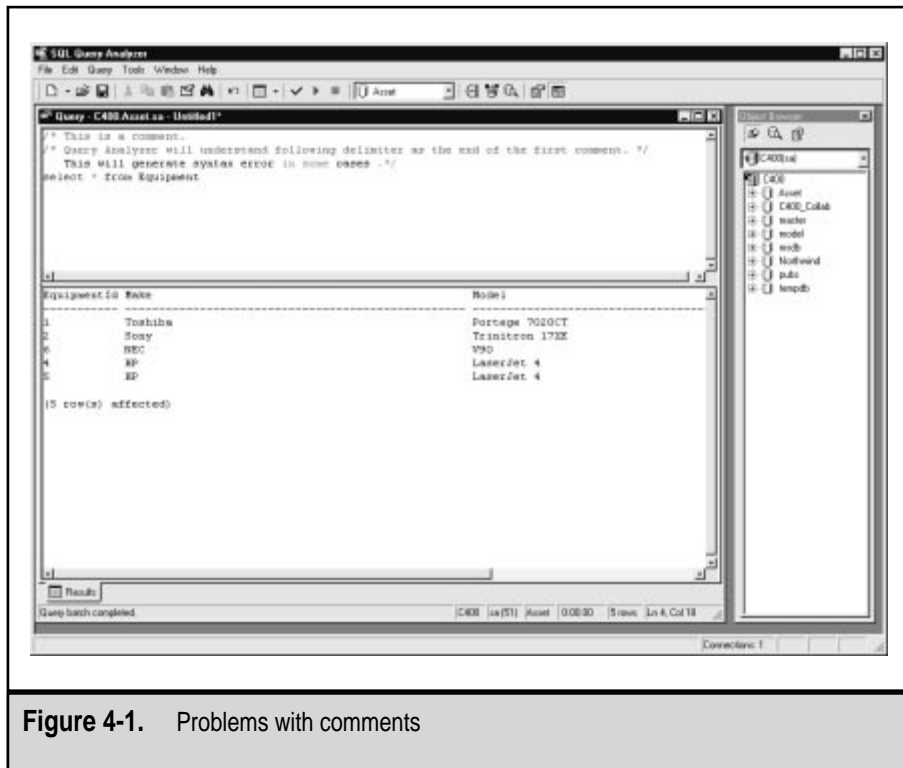 SQL Query Analyzer
File Edit Query Tools Window Help
Asset
Query - C400.Asset.sa - Untitled1*
/* This is a comment.
/* Query Analyzer will understand following delimiter as the end of the first comment. */
This will generate syntax error in some cases .*/
select * from Equipment
EquipmentId Make Model
1 Toshiba Portege 7020CT
2 Sony Trinitron 17XE
6 NEC V90
4 HP LaserJet 4
5 HP LaserJet 4
(5 row(s) affected)
Results
Query batch completed. C400 sa (51) Asset 0:00:00 5 rows Ln 4, Col 18
Object Browser
C400(sa)
C400
Asset
C400_Collab
master
model
msdb
Northwind
pubs
tempdb
Connections: 1
Figure 4-1. Problems with comments